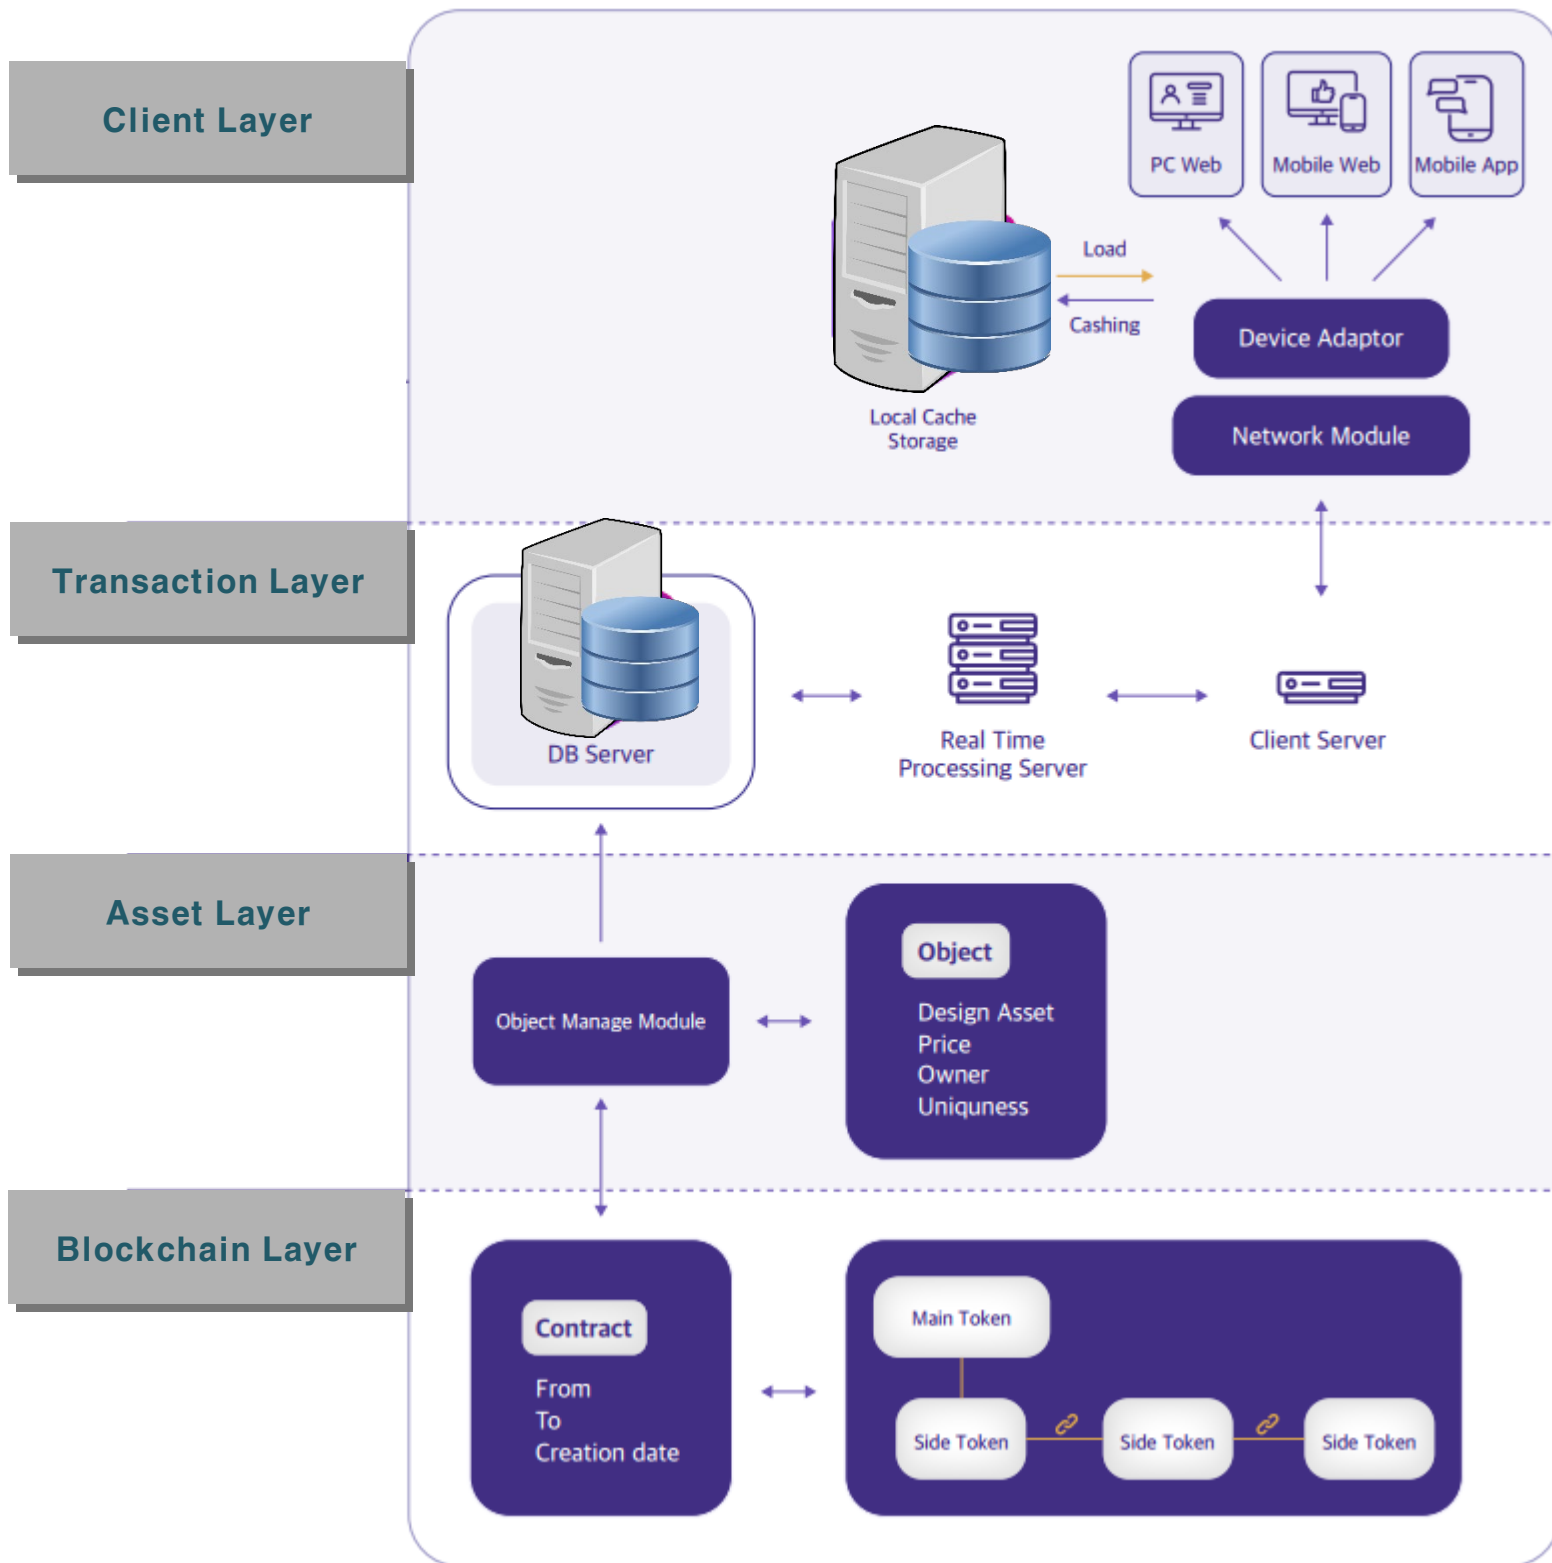 Client Layer
PC Web
Mobile Web
Mobile App
Load
Cashing
Device Adaptor
Local Cache
Storage
Network Module
Transaction Layer
DB Server
Real Time
Processing Server
Client Server
Asset Layer
Object Manage Module
Object
Design Asset
Price
Owner
Uniquness
Blockchain Layer
Contract
From
To
Creation date
Main Token
Side Token
Side Token
Side Token